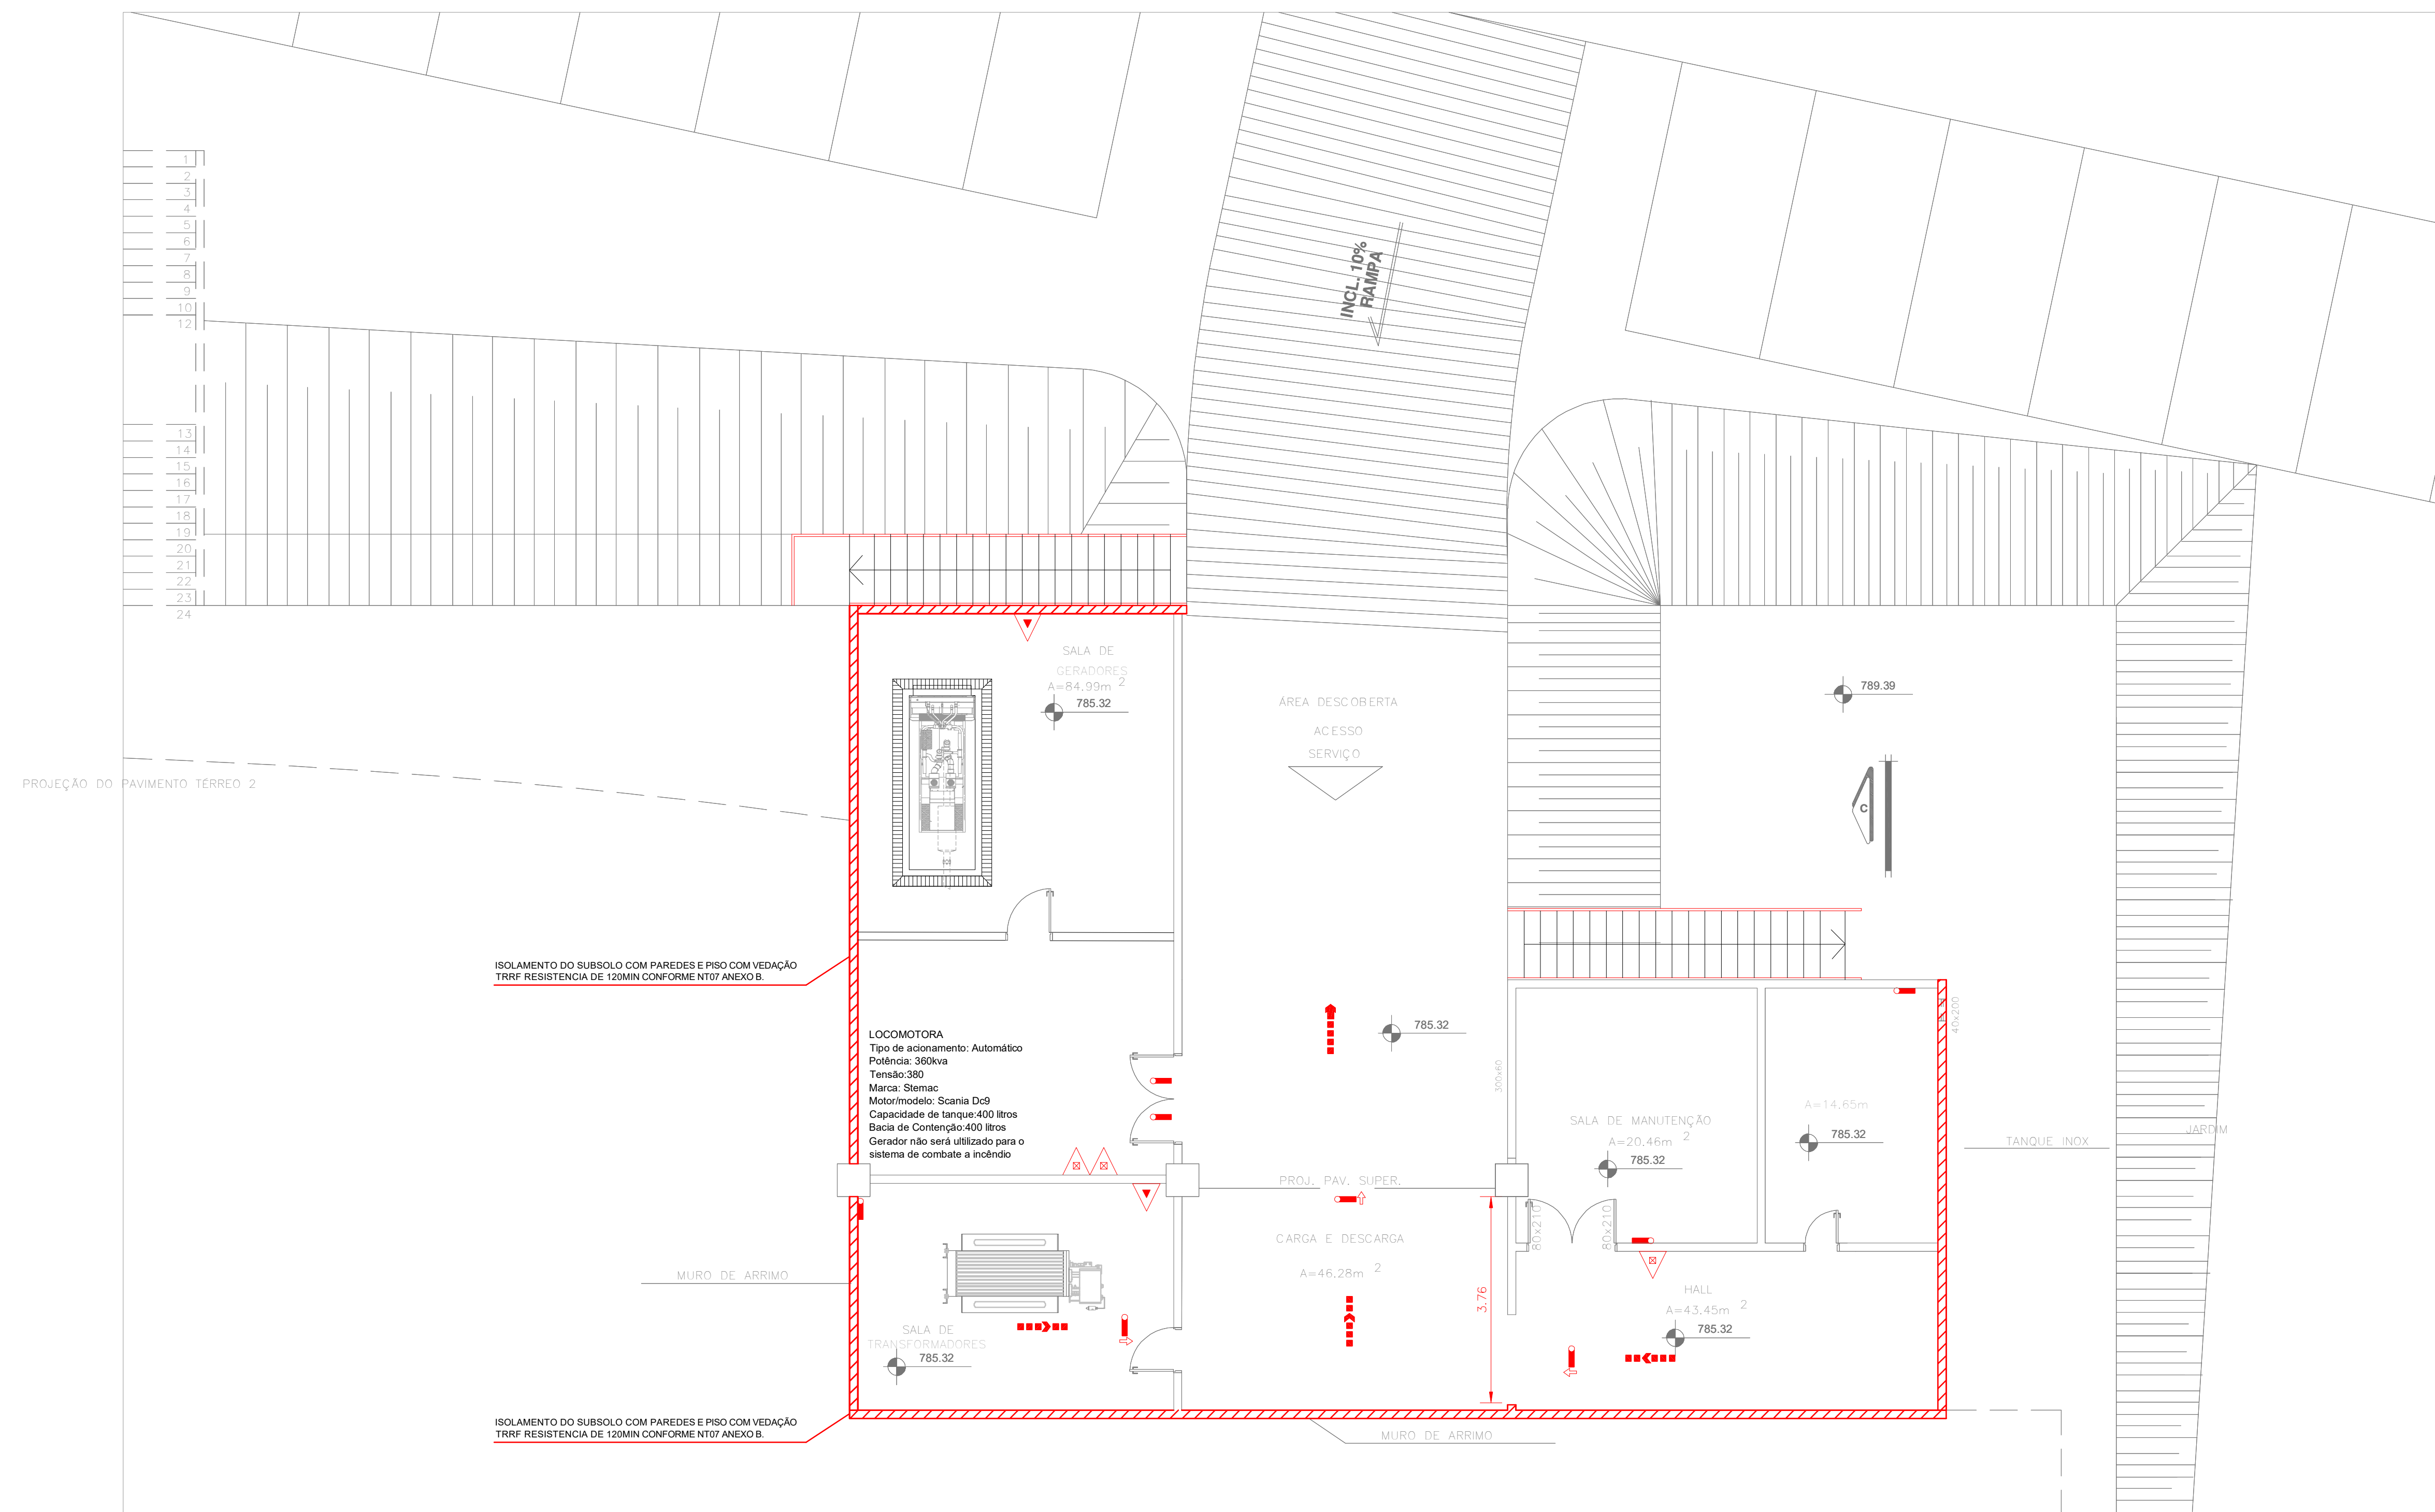 INCL. 10%
RAMPA
1
2
3
4
5
6
7
8
9
10
12
13
14
15
16
17
18
19
20
21
22
23
24
PROJEÇÃO DO PAVIMENTO TÉRREO 2
SALA DE
GERADORES
A=84.99m 2
785.32
ÁREA DESCOBERTA
ACESSO
SERVIÇO
789.39
C
ISOLAMENTO DO SUBSOLO COM PAREDES E PISO COM VEDAÇÃO
TRRF RESISTENCIA DE 120MIN CONFORME NT07 ANEXO B.
LOCOMOTORA
Tipo de acionamento: Automático
Potência: 360kva
Tensão:380
Marca: Stemac
Motor/modelo: Scania Dc9
Capacidade de tanque:400 litros
Bacia de Contenção:400 litros
Gerador não será ultilizado para o
sistema de combate a incêndio
785.32
300x60
40x200
SALA DE MANUTENÇÃO
A=20.46m 2
785.32
A=14.65m
785.32
TANQUE INOX
JARDIM
PROJ. PAV. SUPER.
CARGA E DESCARGA
A=46.28m 2
80x210
80x210
3.76
HALL
A=43.45m 2
785.32
MURO DE ARRIMO
SALA DE
TRANSFORMADORES
785.32
ISOLAMENTO DO SUBSOLO COM PAREDES E PISO COM VEDAÇÃO
TRRF RESISTENCIA DE 120MIN CONFORME NT07 ANEXO B.
MURO DE ARRIMO